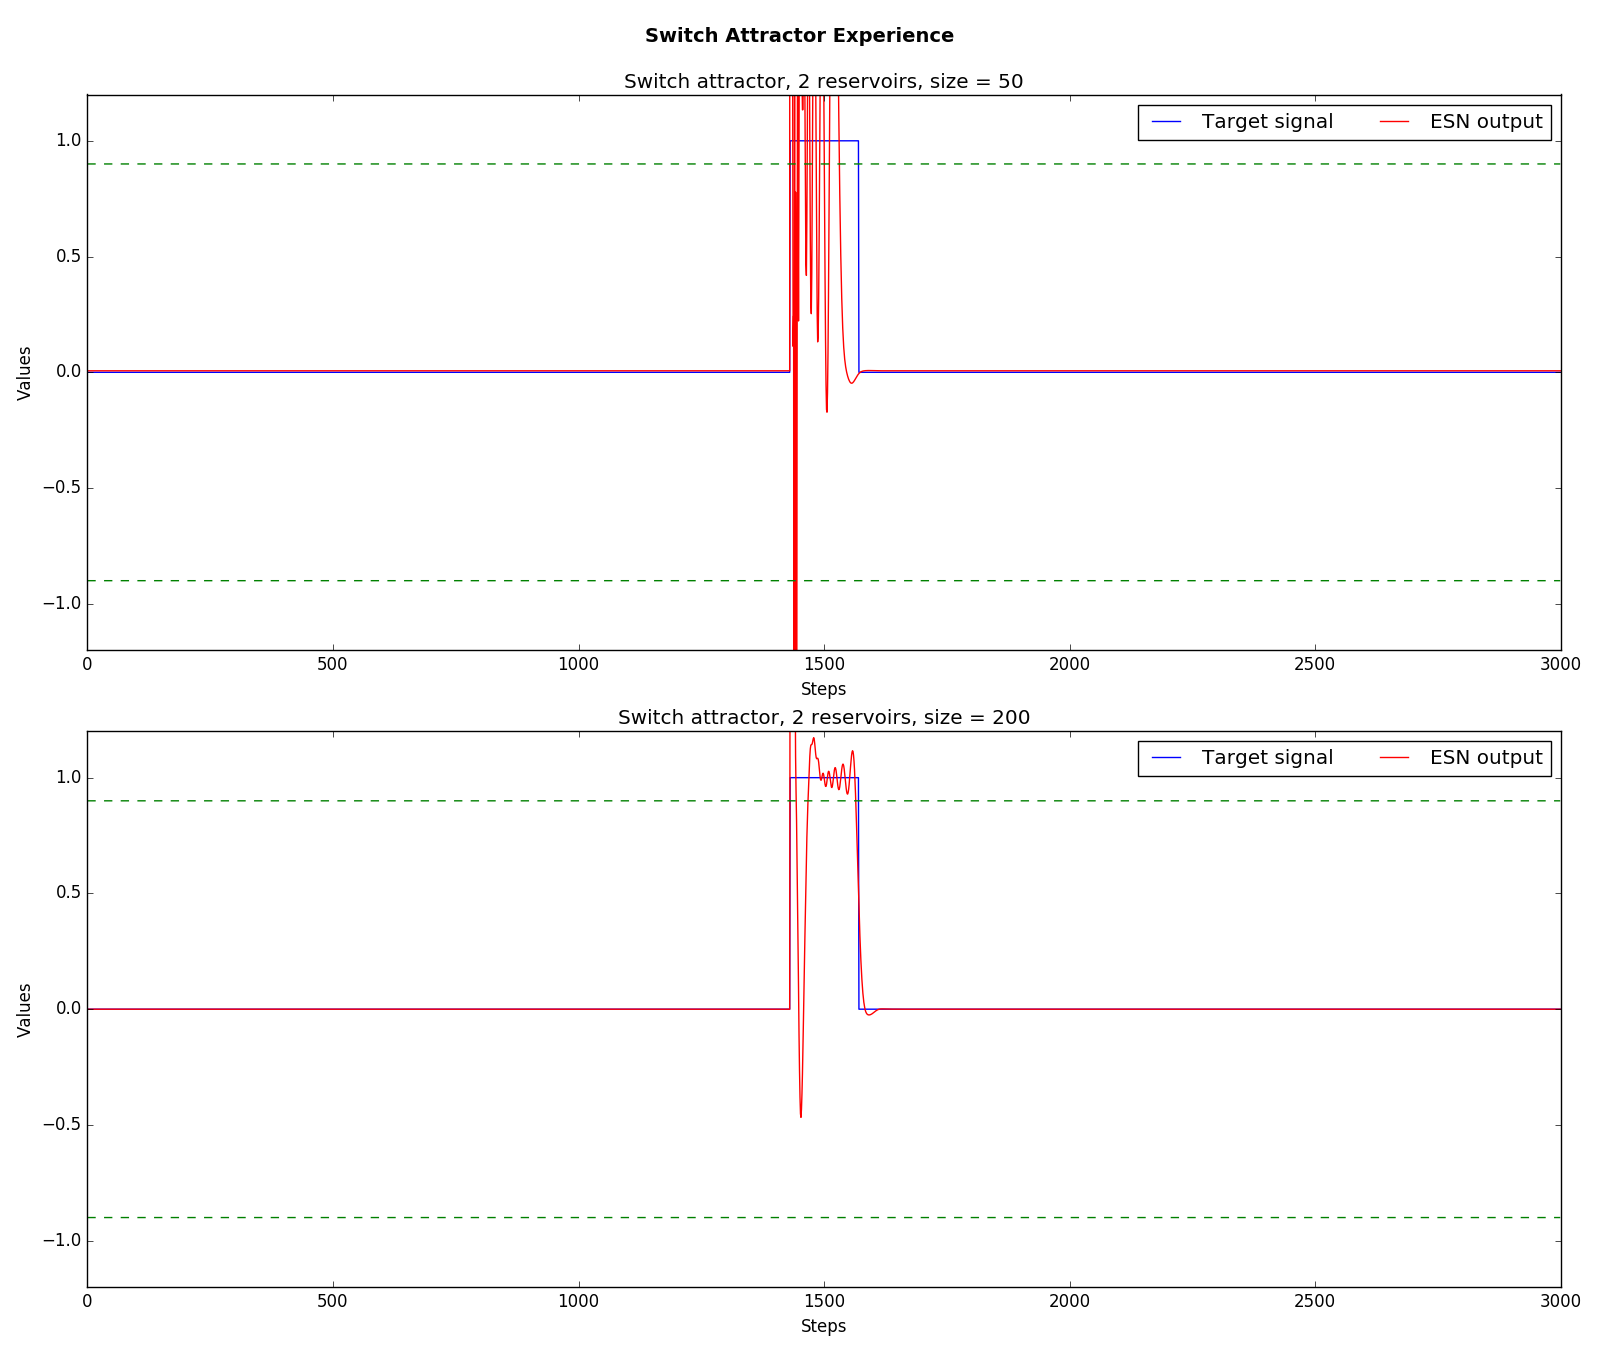 Switch Attractor Experience
Switch attractor, 2 reservoirs, size = 50
Target signal ESN output
1.0
0.5
0.0
−0.5
−1.0
Values
0 500 1000 1500 2000 2500 3000
Steps
Switch attractor, 2 reservoirs, size = 200
Target signal ESN output
1.0
0.5
0.0
−0.5
−1.0
Values
0 500 1000 1500 2000 2500 3000
Steps